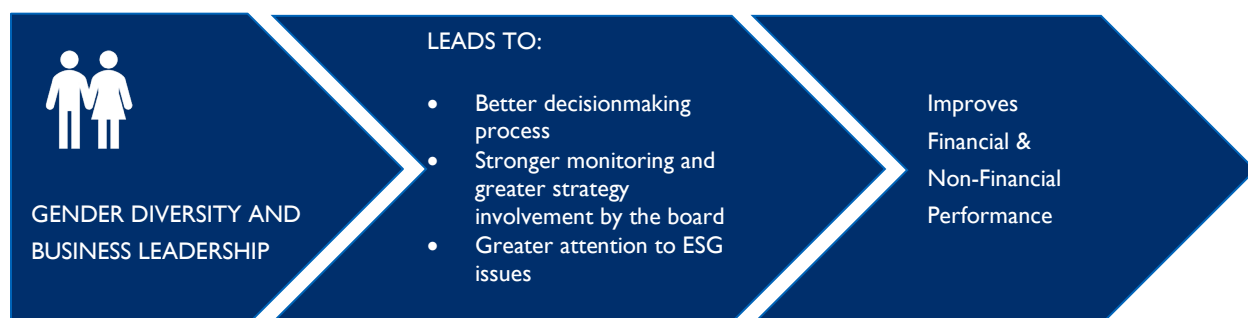 GENDER DIVERSITY AND
BUSINESS LEADERSHIP
LEADS TO:
• Better decisionmaking
process
• Stronger monitoring and
greater strategy
involvement by the board
• Greater attention to ESG
issues
Improves
Financial &
Non-Financial
Performance